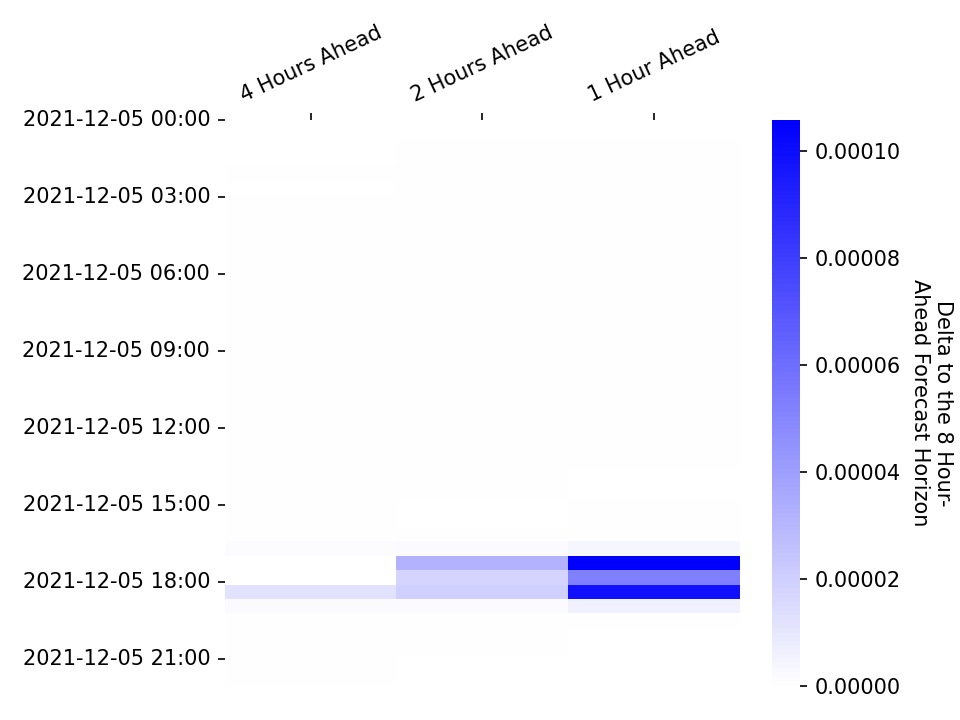 4 Hours Ahead
2 Hours Ahead
1 Hour Ahead
2021-12-05 00:00
2021-12-05 03:00
2021-12-05 06:00
2021-12-05 09:00
2021-12-05 12:00
2021-12-05 15:00
2021-12-05 18:00
2021-12-05 21:00
0.00010
0.00008
0.00006
0.00004
0.00002
0.00000
Delta to the 8 Hour-
Ahead Forecast Horizon